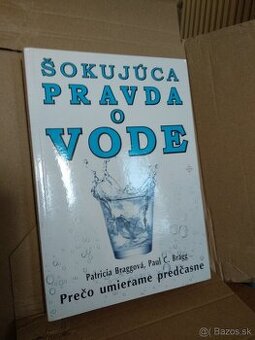 ŠOKUJÚCA
PRAVDA
O
VODE
Patricia Braggová, Paul C. Bragg
Prečo umierame predčasne
© Bazos.sk